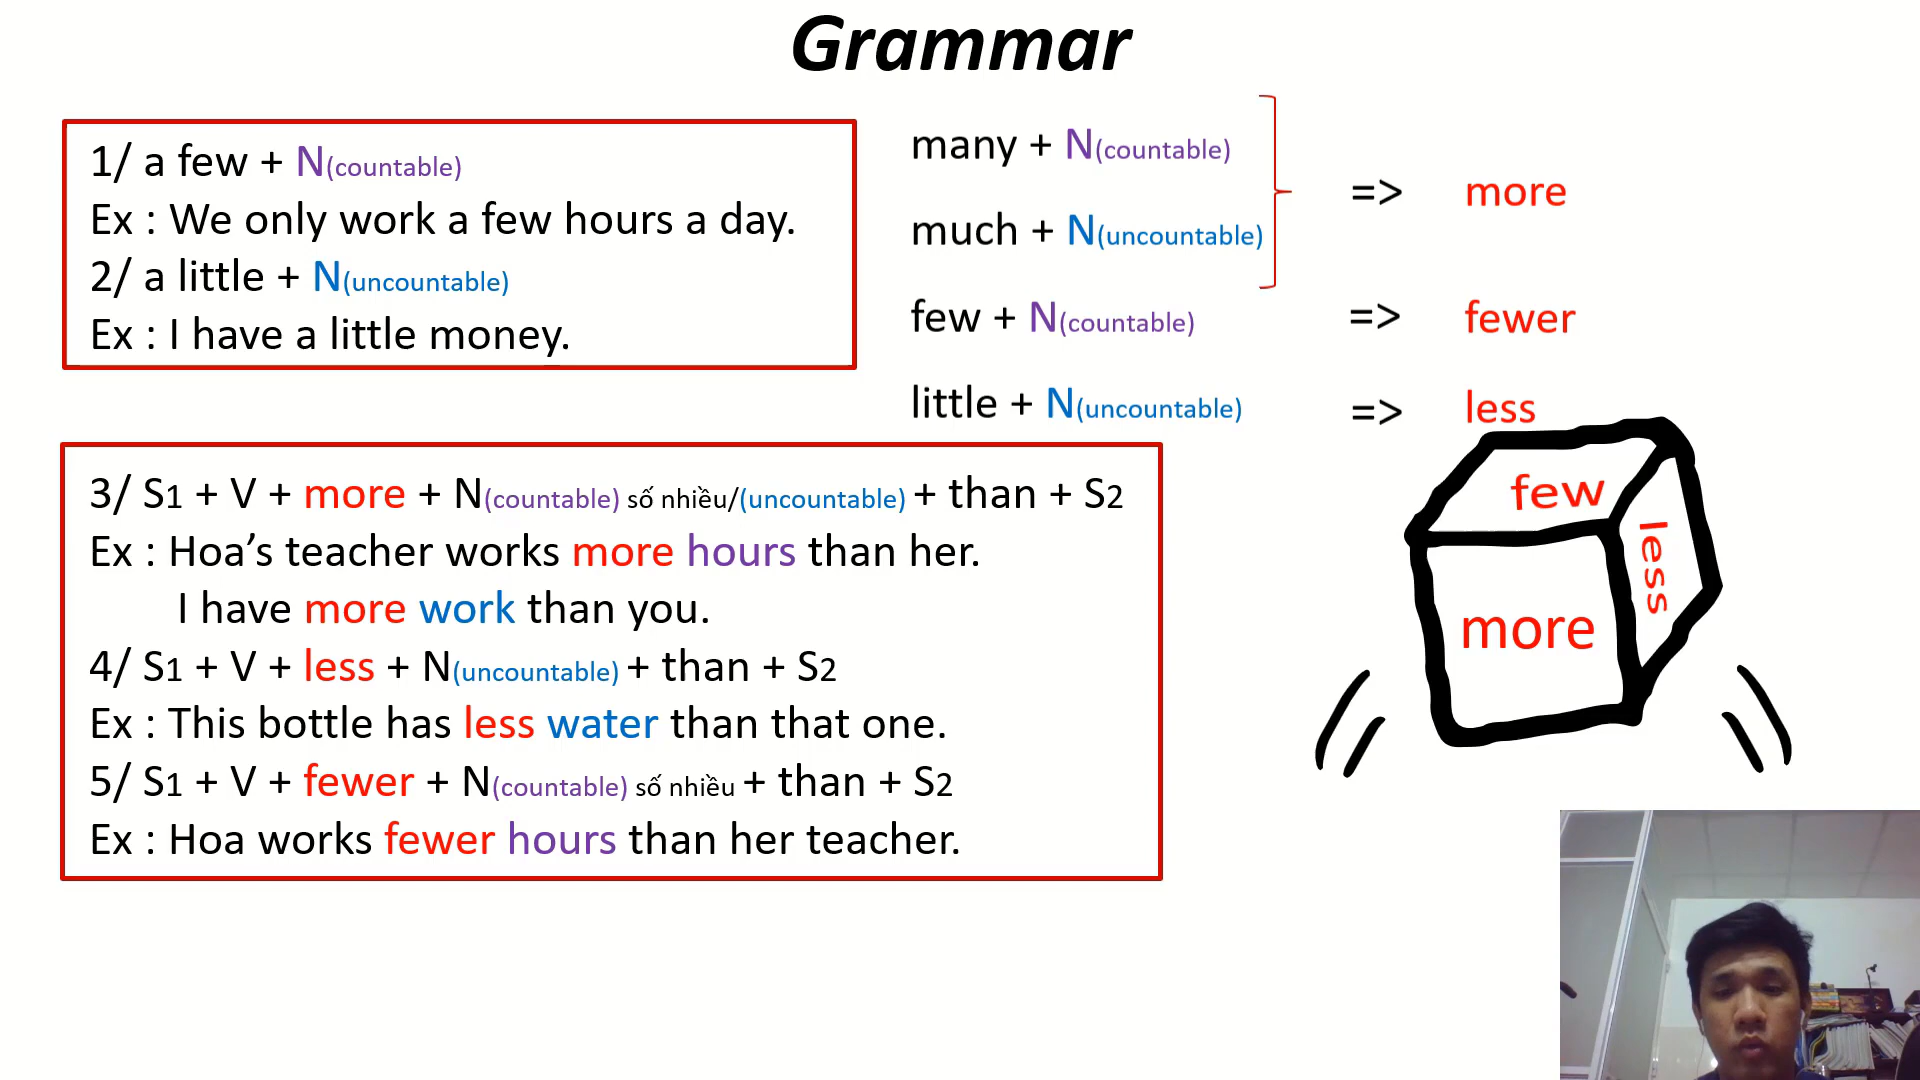 Grammar
1/ a few + N(countable)
Ex : We only work a few hours a day.
2/ a little + N(uncountable)
Ex : I have a little money.
many + N(countable)
much + N(uncountable)
=> more
few + N(countable) => fewer
little + N(uncountable) => less
3/ S1 + V + more + N(countable) số nhiều/(uncountable) + than + S2
Ex : Hoa’s teacher works more hours than her.
I have more work than you.
4/ S1 + V + less + N(uncountable) + than + S2
Ex : This bottle has less water than that one.
5/ S1 + V + fewer + N(countable) số nhiều + than + S2
Ex : Hoa works fewer hours than her teacher.
few
less
more